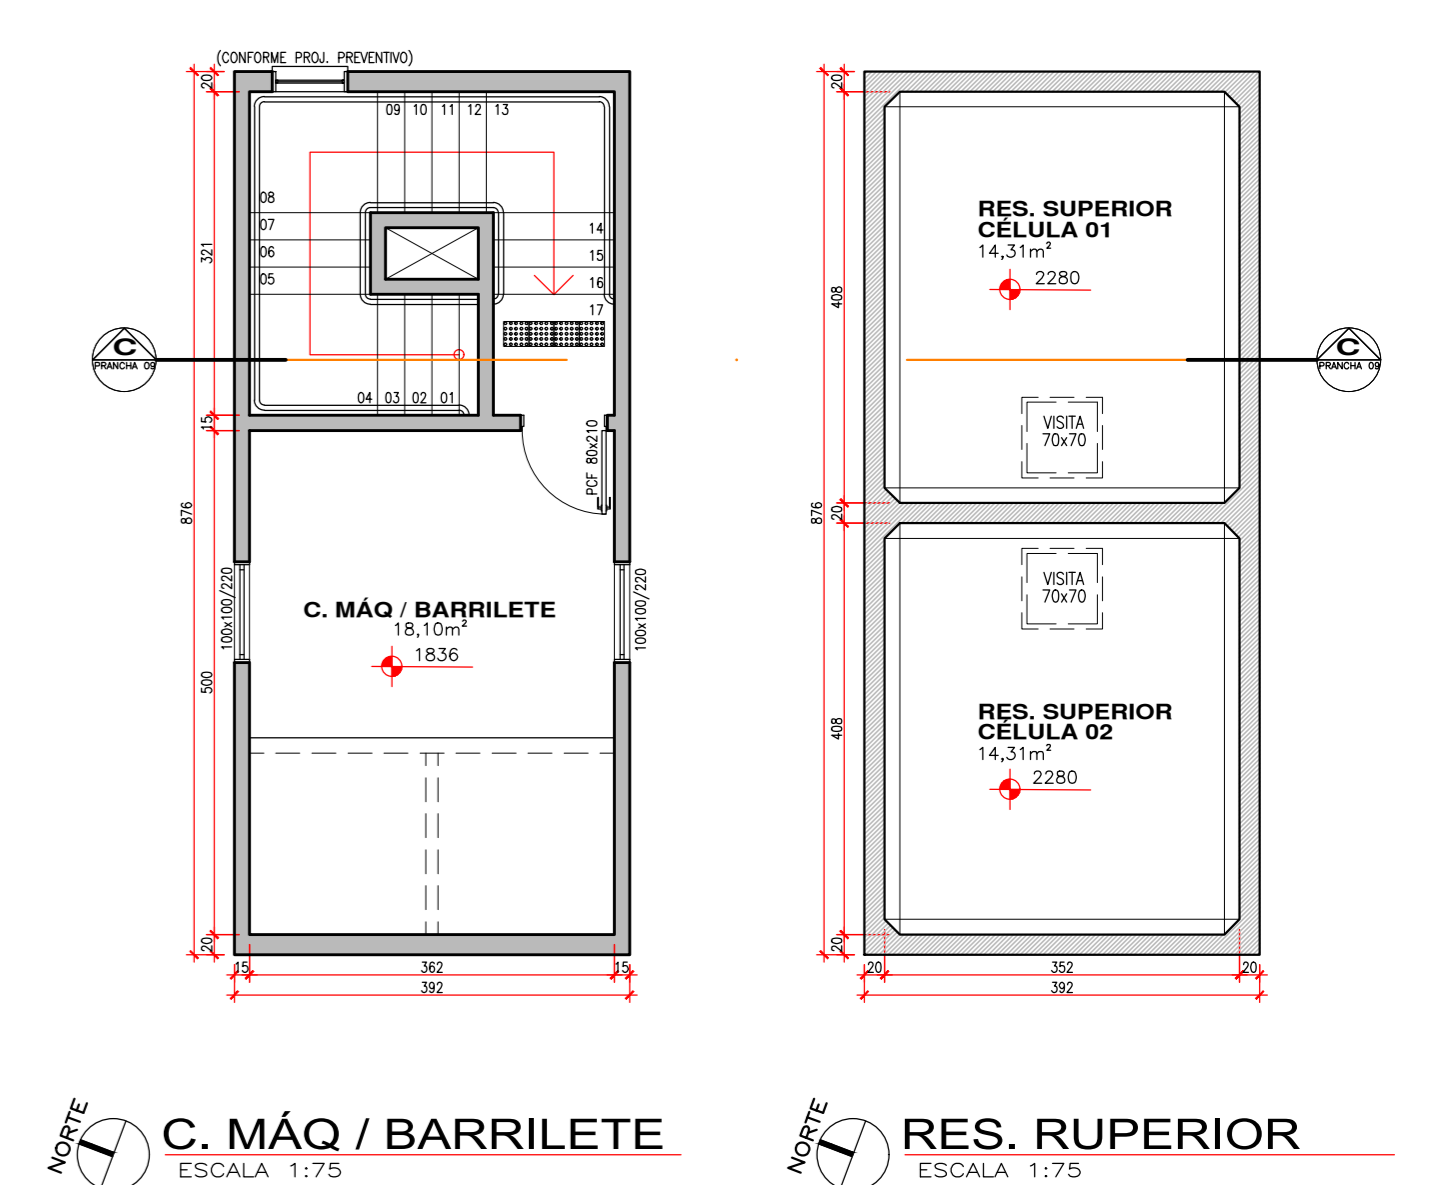 (CONFORME PROJ. PREVENTIVO)
20
09 10 11 12 13
08
07
06
05
14
15
16
17
321
C
PRANCHA 09
04 03 02 01
15
PCF 80x210
876
100x100/220
100x100/220
C. MÁQ / BARRILETE
18,10m²
1836
500
20
15 362 15
392
20
RES. SUPERIOR
CÉLULA 01
14,31m²
2280
408
C
PRANCHA 09
VISITA
70x70
876
20
VISITA
70x70
RES. SUPERIOR
CÉLULA 02
14,31m²
2280
408
20
20 352 20
392
NORTE
C. MÁQ / BARRILETE
ESCALA 1:75
NORTE
RES. RUPERIOR
ESCALA 1:75